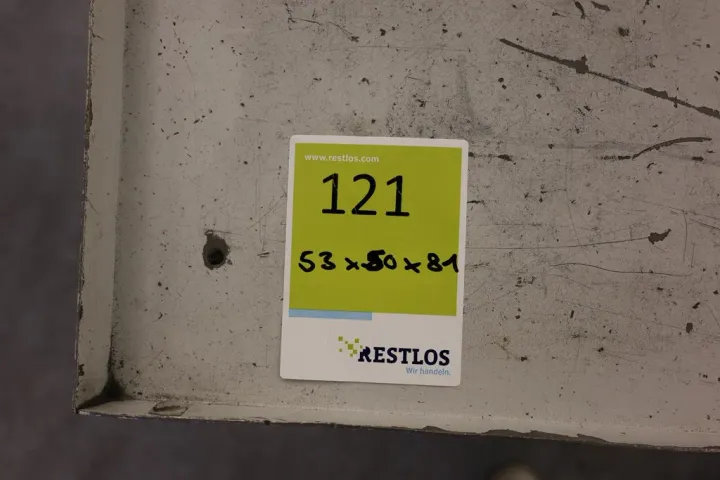 www.restlos.com
121
53 x 50 x 81
RESTLOS
Wir handeln.